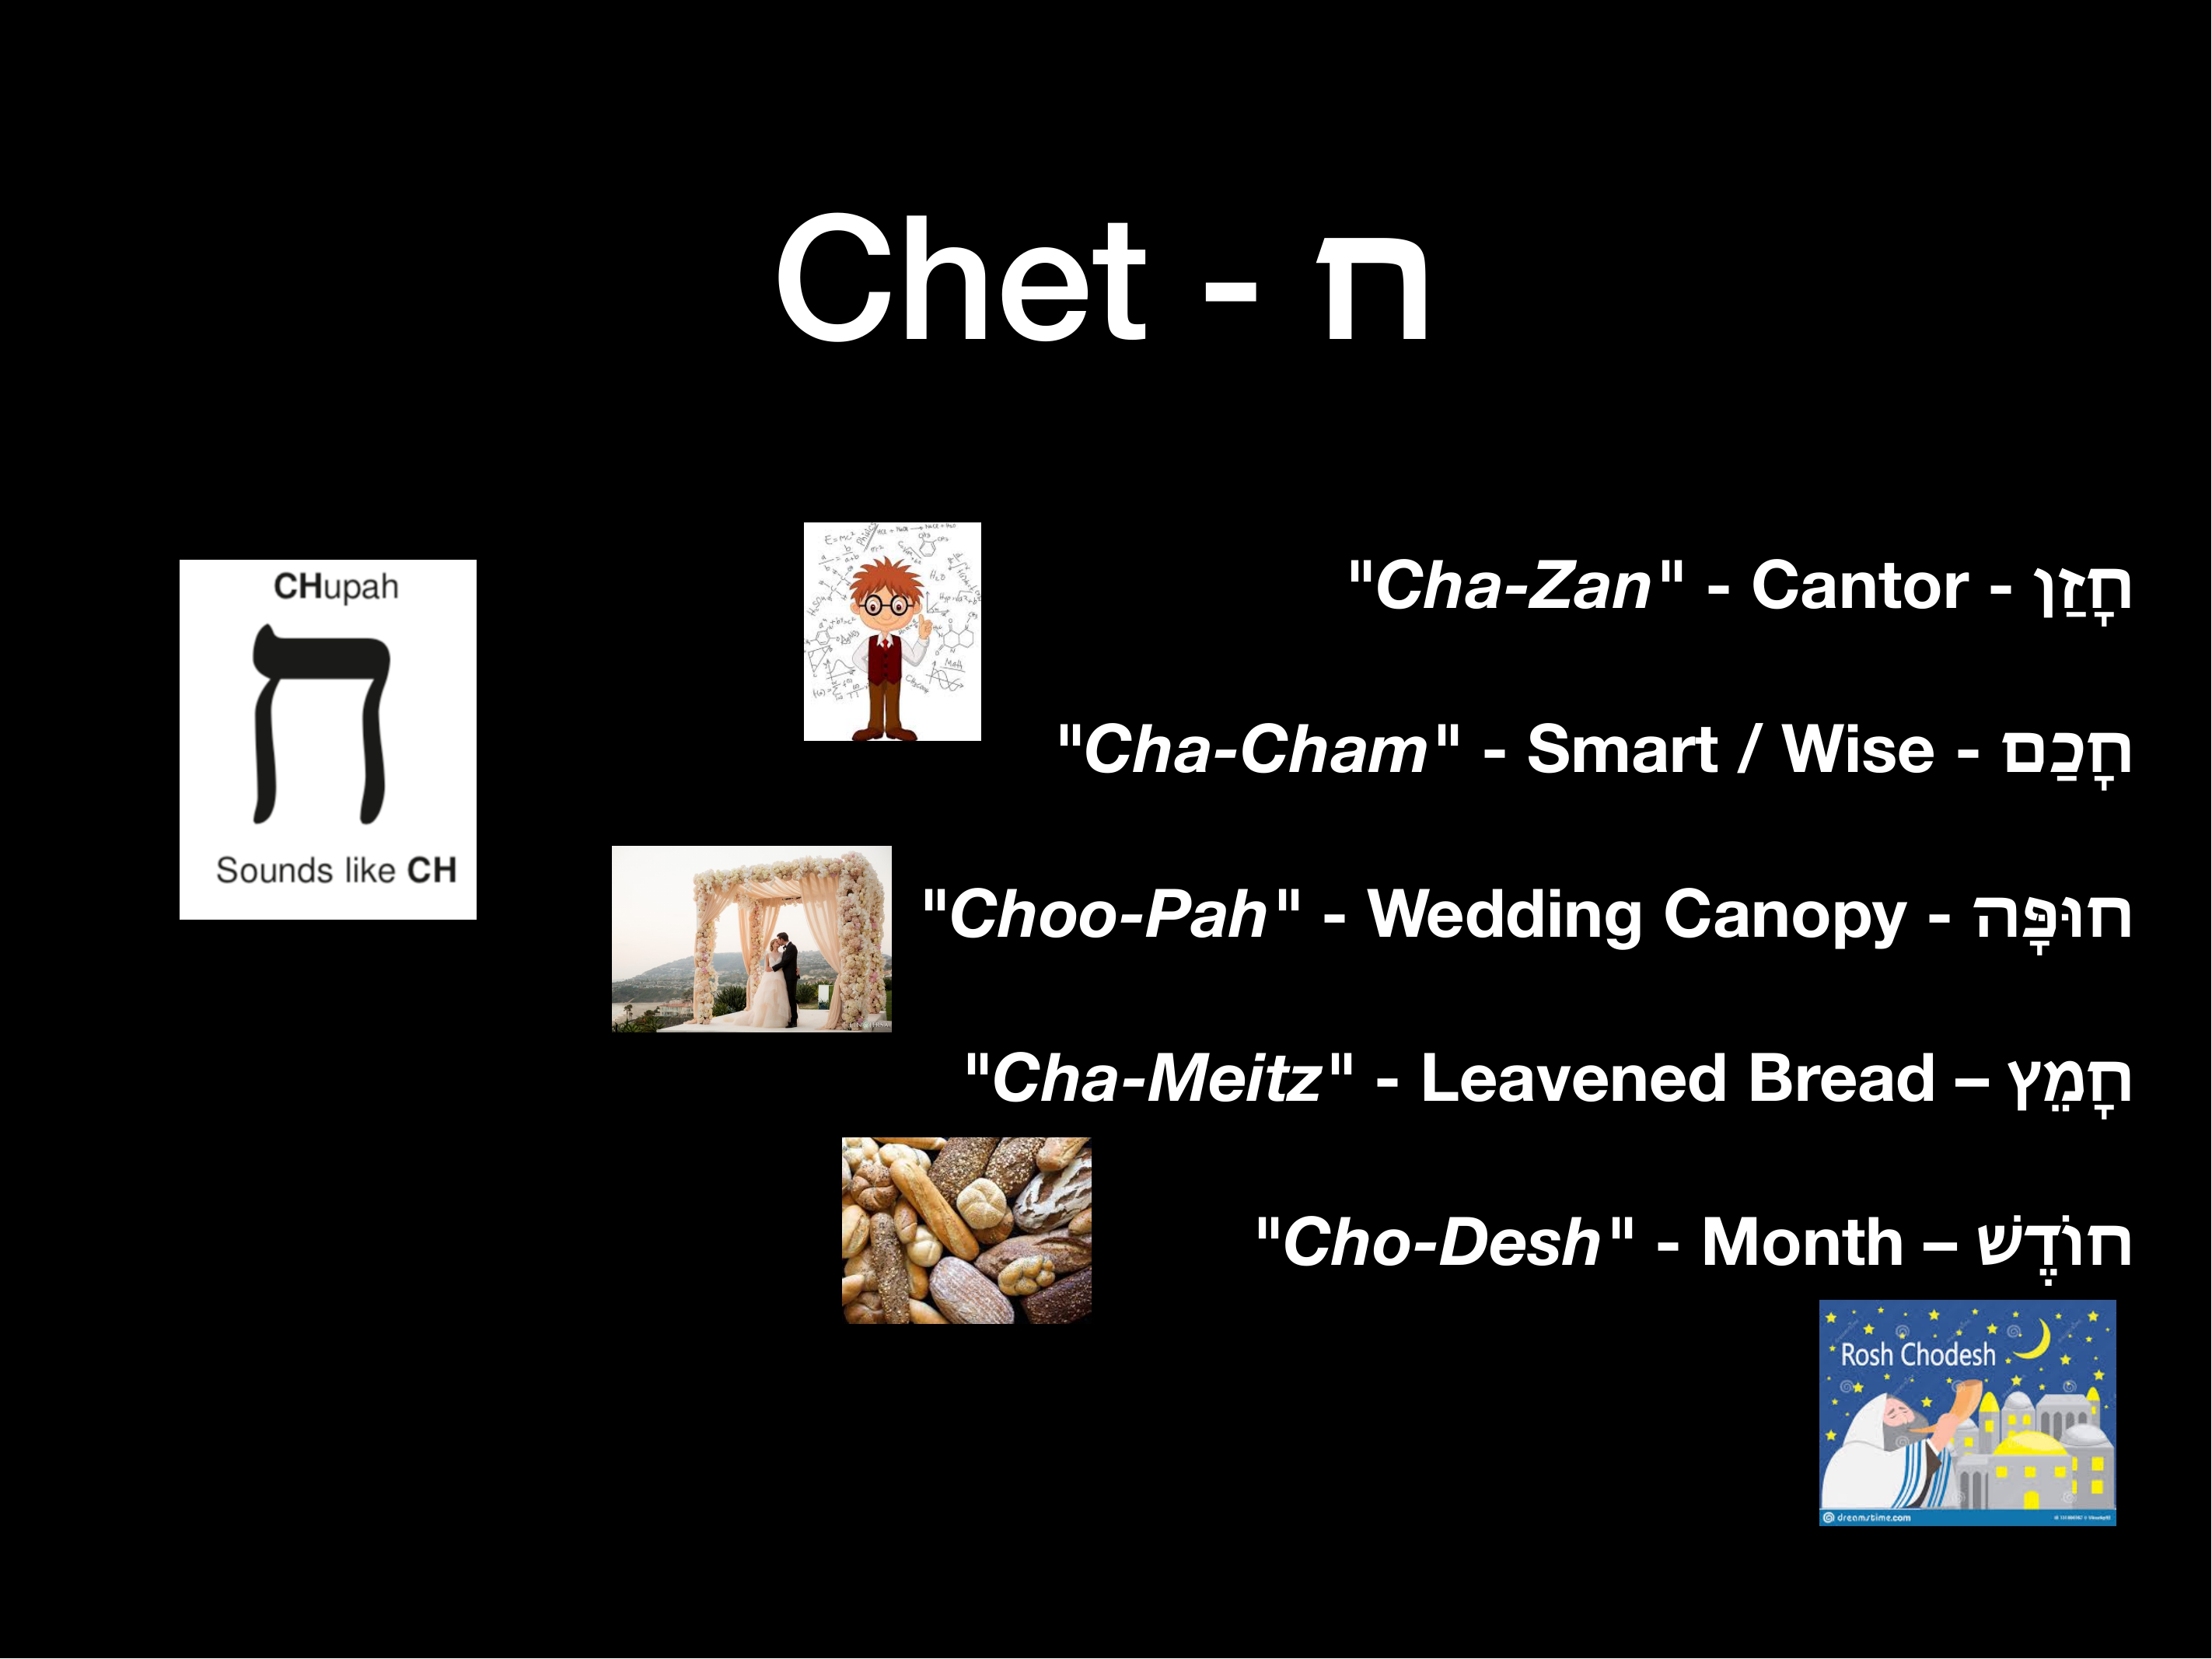 Chet - ח
CHupah
ח
Sounds like CH
"Cha-Zan" - Cantor - חָזַן
"Cha-Cham" - Smart / Wise - חָכַם
"Choo-Pah" - Wedding Canopy - חוּפָּה
"Cha-Meitz" - Leavened Bread – חָמֵץ
"Cho-Desh" - Month – חוֹדֶשׁ
Rosh Chodesh
dreamstime.com